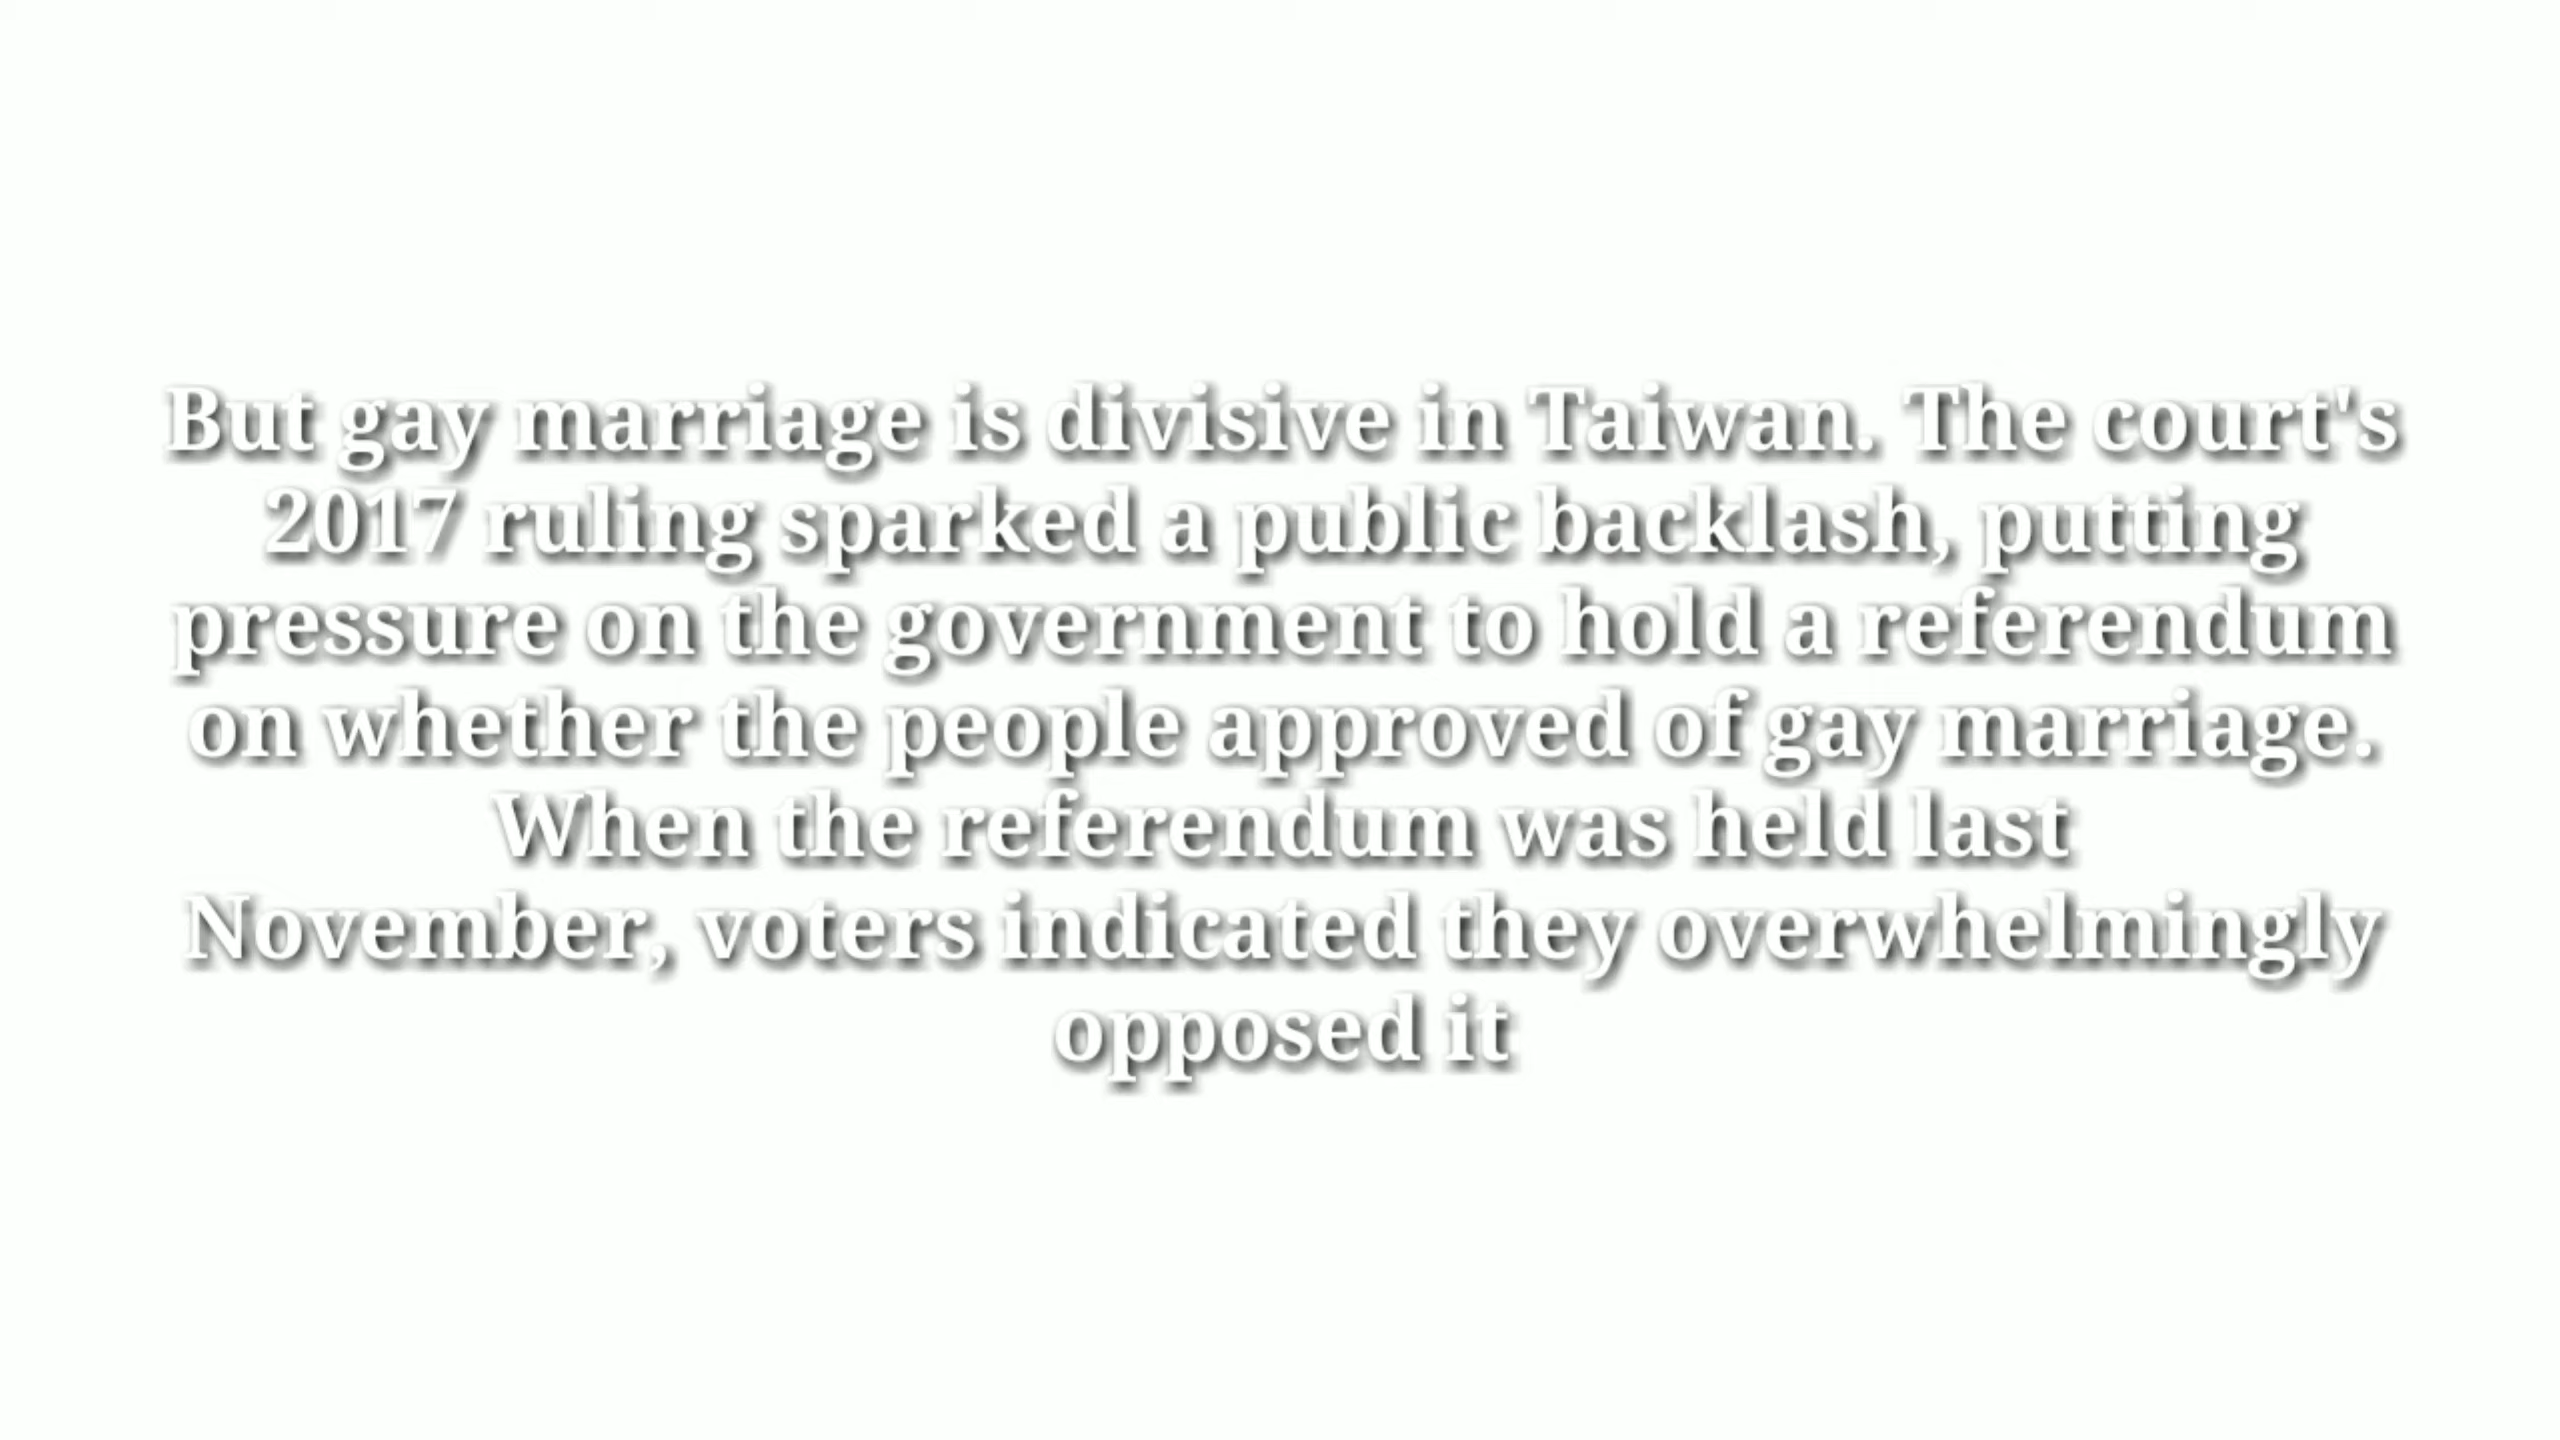 But gay marriage is divisive in Taiwan. The court's
2017 ruling sparked a public backlash, putting
pressure on the government to hold a referendum
on whether the people approved of gay marriage.
When the referendum was held last
November, voters indicated they overwhelmingly
opposed it